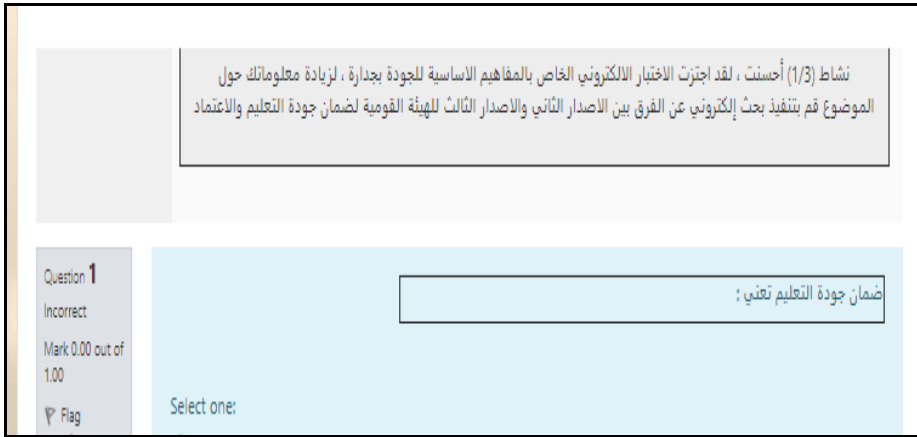 نشاط (1/3) أحسنت ، لقد اجتزت الاختبار الالكتروني الخاص بالمفاهيم الاساسية للجودة بجدارة ، لزيادة معلوماتك حول
الموضوع قم بتنفيذ بحث إلكتروني عن الفرق بين الاصدار الثاني والاصدار الثالث للهيئة القومية لضمان جودة التعليم والاعتماد
Question 1
Incorrect
Mark 0.00 out of
1.00
Flag
ضمان جودة التعليم تعني :
Select one: